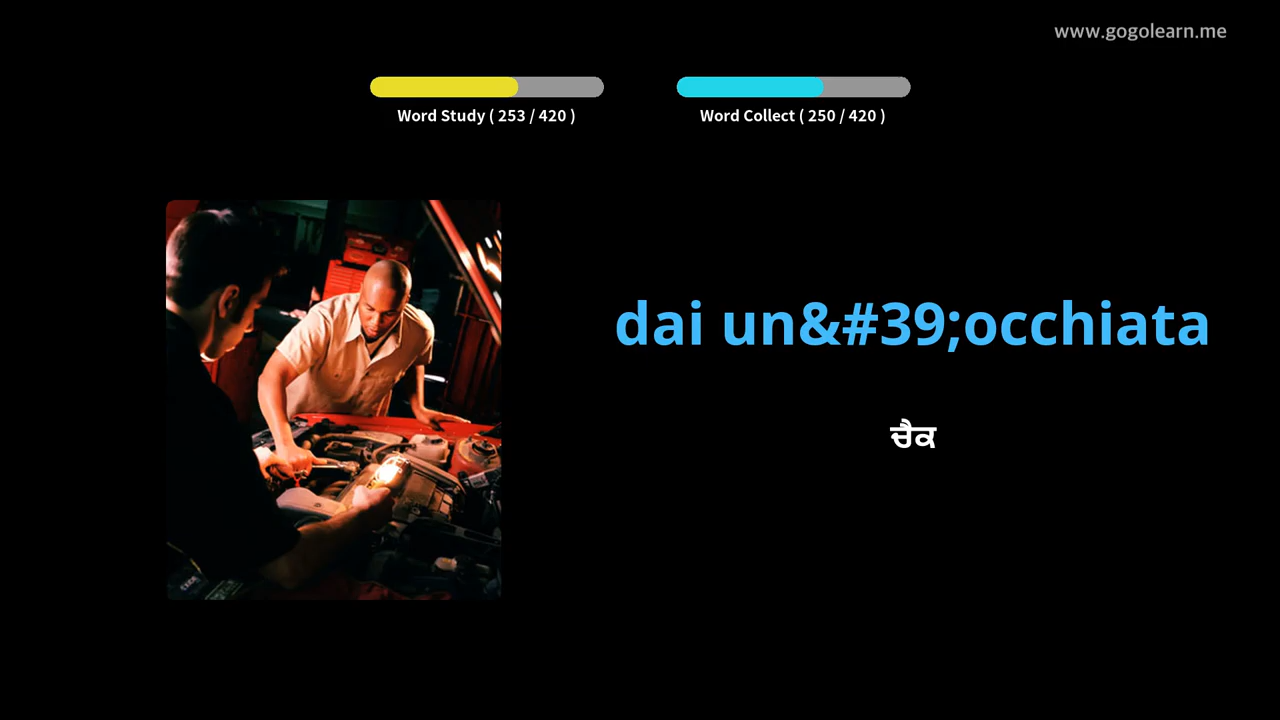 www.gogolearn.me
Word Study ( 253 / 420 )
Word Collect ( 250 / 420 )
dai un&#39;occhiata
ਚੈਕ